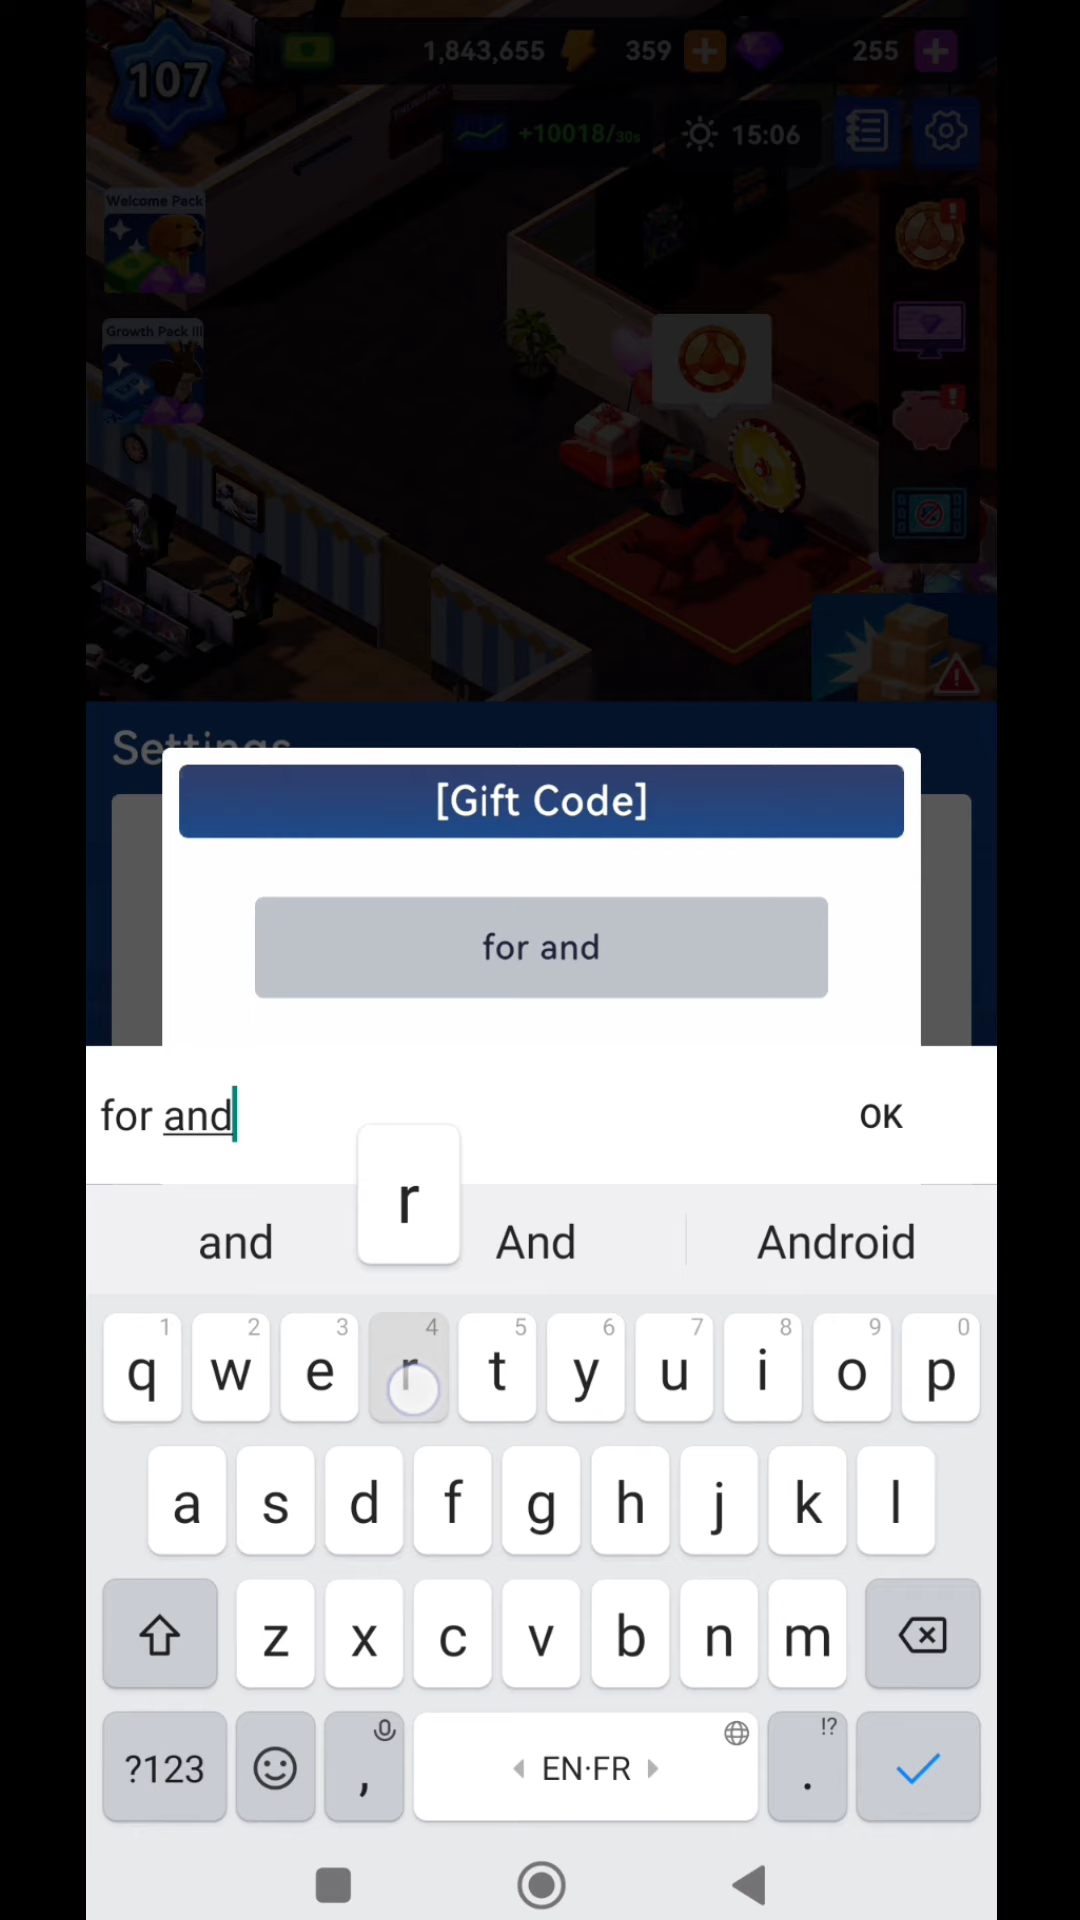 107
1,843,655
359
255
+10018/30s
15:06
Welcome Pack
Growth Pack III
Settings
[Gift Code]
for and
for and
OK
r
and
And
Android
1 2 3 4 5 6 7 8 9 0
q w e r t y u i o p
a s d f g h j k l
z x c v b n m
!?
?123 , EN·FR .